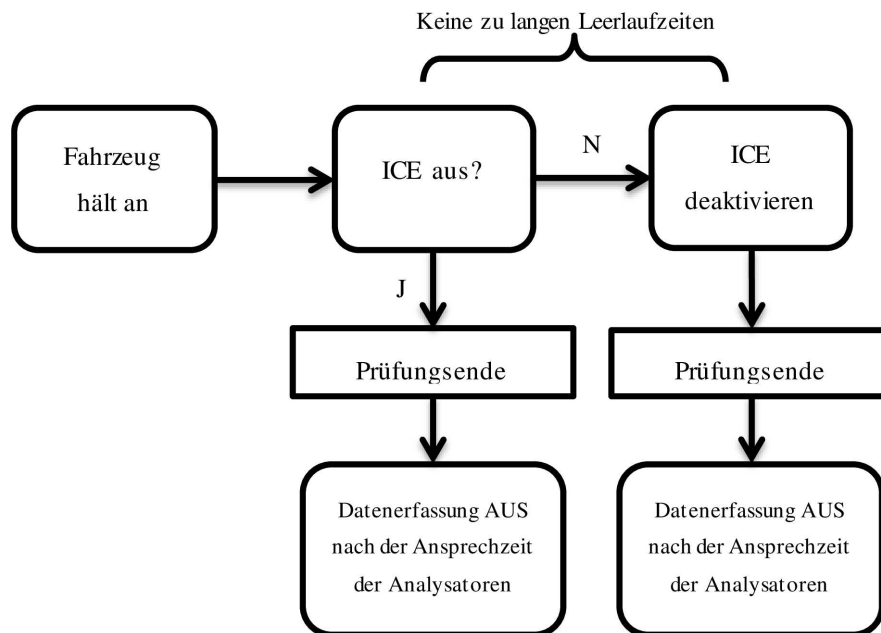 Keine zu langen Leerlaufzeiten
Fahrzeug
hält an
ICE aus?
N
ICE
deaktivieren
J
Prüfungsende
Prüfungsende
Datenerfassung AUS
nach der Ansprechzeit
der Analysatoren
Datenerfassung AUS
nach der Ansprechzeit
der Analysatoren